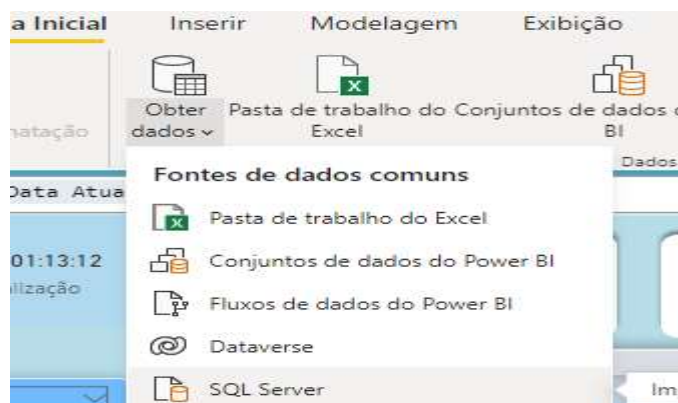 a Inicial Inserir Modelagem Exibição
Obter dados
Pasta de trabalho do Excel
Conjuntos de dados
BI
Dados
Data Atua
01:13:12
lização
Fontes de dados comuns
Pasta de trabalho do Excel
Conjuntos de dados do Power BI
Fluxos de dados do Power BI
Dataverse
SQL Server
Im